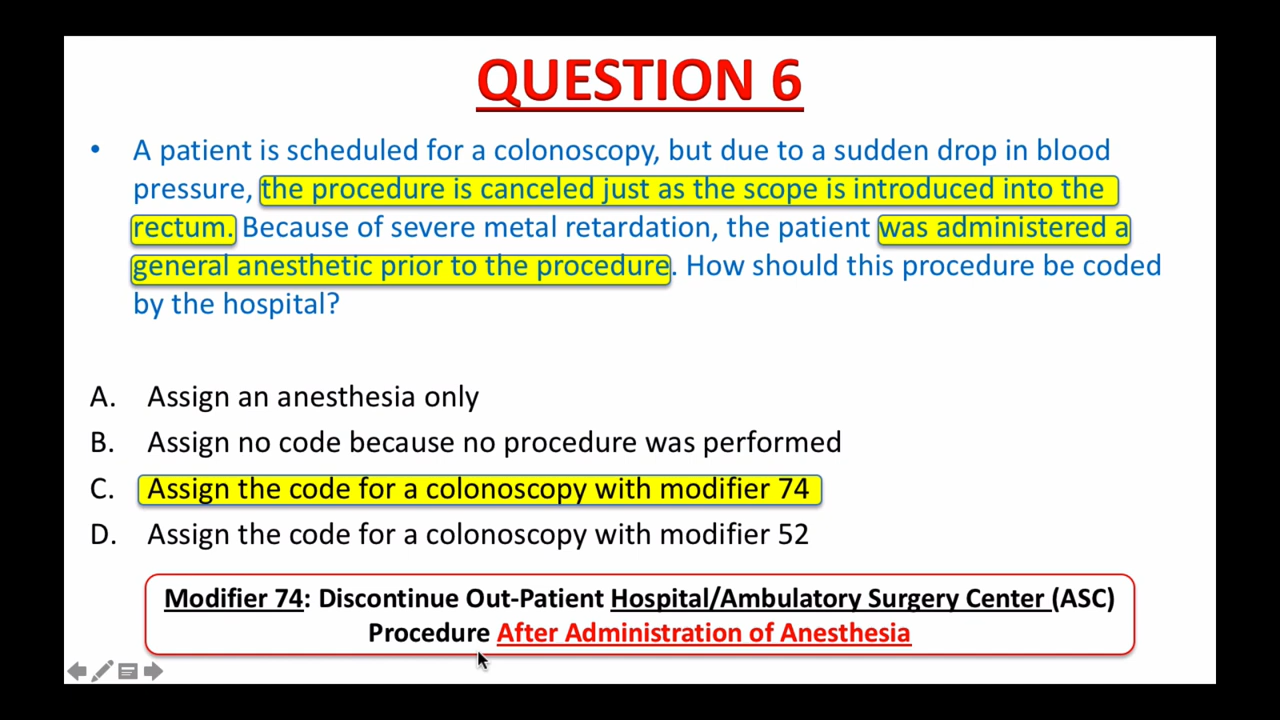 QUESTION 6
• A patient is scheduled for a colonoscopy, but due to a sudden drop in blood
pressure, the procedure is canceled just as the scope is introduced into the
rectum. Because of severe metal retardation, the patient was administered a
general anesthetic prior to the procedure. How should this procedure be coded
by the hospital?
A. Assign an anesthesia only
B. Assign no code because no procedure was performed
C. Assign the code for a colonoscopy with modifier 74
D. Assign the code for a colonoscopy with modifier 52
Modifier 74: Discontinue Out-Patient Hospital/Ambulatory Surgery Center (ASC)
Procedure After Administration of Anesthesia